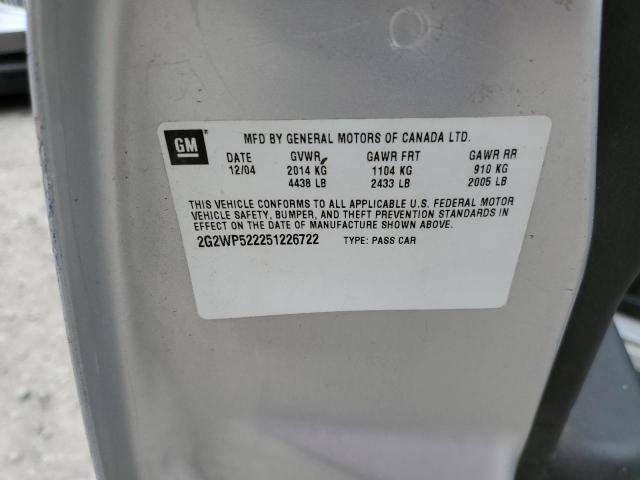 GM MFD BY GENERAL MOTORS OF CANADA LTD.
DATE GVWR GAWR FRT GAWR RR
12/04 2014 KG 1104 KG 910 KG
4438 LB 2433 LB 2005 LB
THIS VEHICLE CONFORMS TO ALL APPLICABLE U.S. FEDERAL MOTOR
VEHICLE SAFETY, BUMPER, AND THEFT PREVENTION STANDARDS IN
EFFECT ON THE DATE OF MANUFACTURE SHOWN ABOVE.
2G2WP522251226722 TYPE: PASS CAR